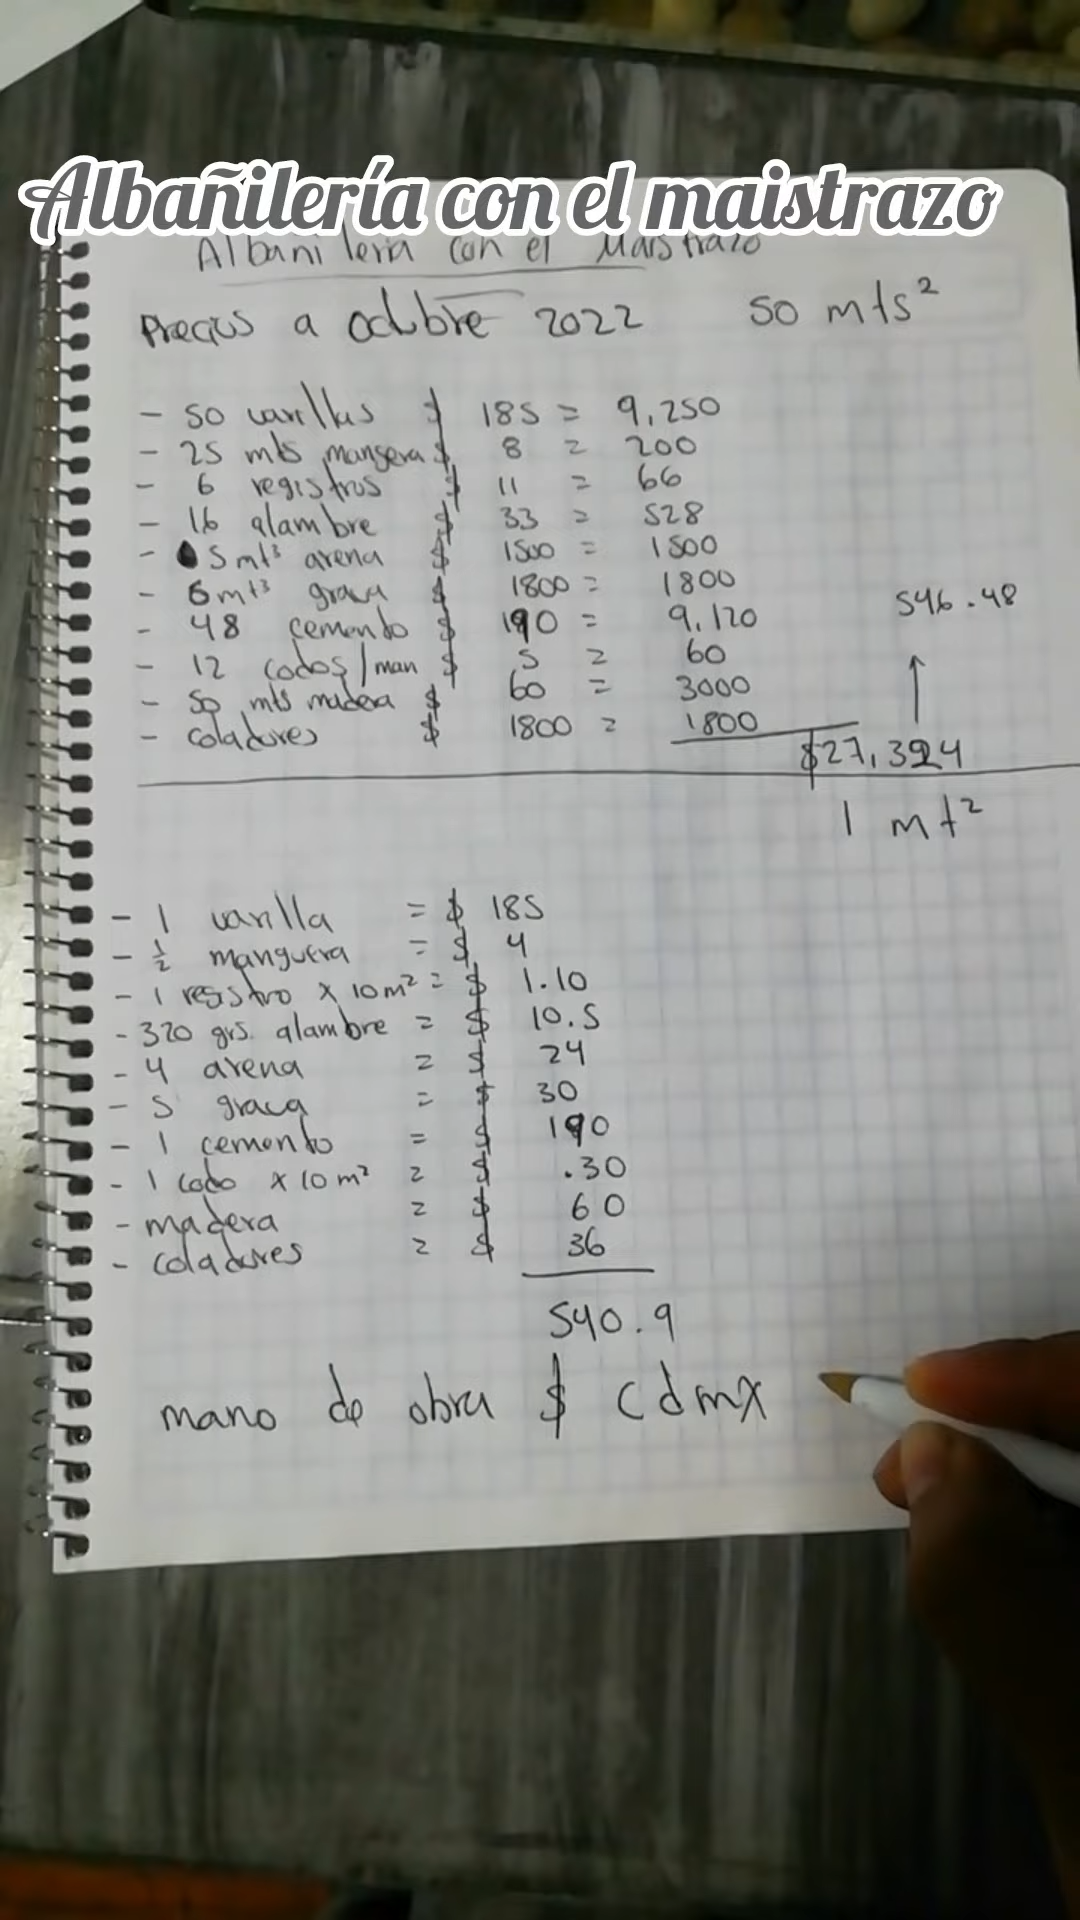 Albañilería con el maistrazo
Albanileria con el Maistrazo
Precios a octubre 2022 50 mts²
- 50 varillas $ 185 = 9,250
- 25 mts mangera $ 8 = 200
- 6 registros $ 11 = 66
- 16 alambre $ 33 = 528
- 5 mt³ arena $ 1500 = 1500
- 6 mt³ grava $ 1800 = 1800
- 48 cemento $ 190 = 9,120
546.48
- 12 codos/man $ 5 = 60
- 50 mts madera $ 60 = 3000
- coladores $ 1800 = 1800
$27,324
1 mt²
- 1 varilla = $ 185
- ½ manguera = $ 4
- 1 registro x 10 m² = $ 1.10
- 320 grs. alambre = $ 10.5
- 4 arena = $ 24
- 5 grava = $ 30
- 1 cemento = $ 190
- 1 codo x 10 m² = $ .30
- madera = $ 60
- coladores = $ 36
540.9
mano de obra $ cdmx